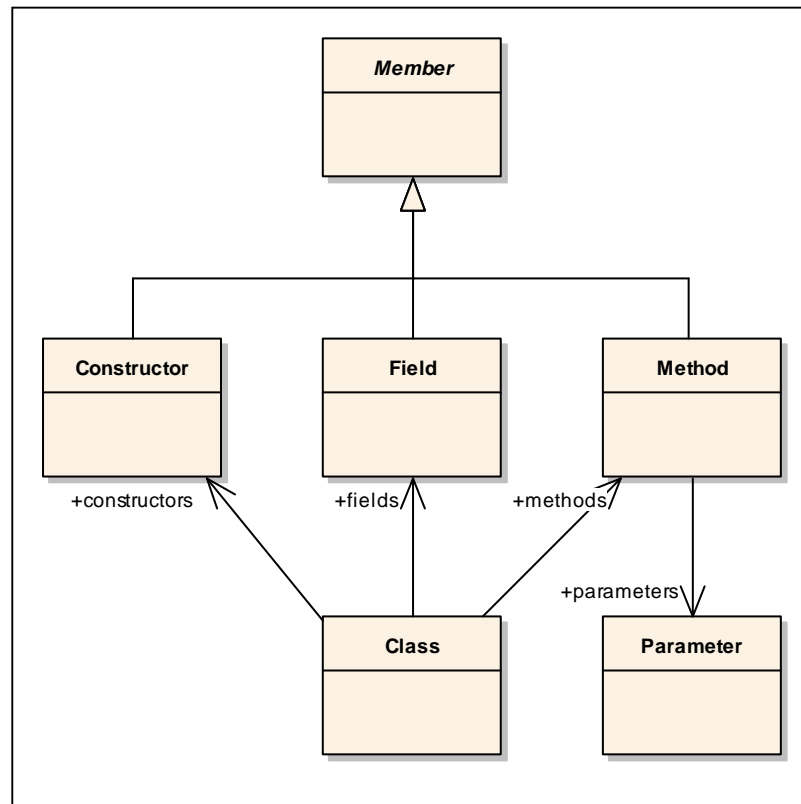 Member
Constructor
Field
Method
+constructors
+fields
+methods
+parameters
Class
Parameter